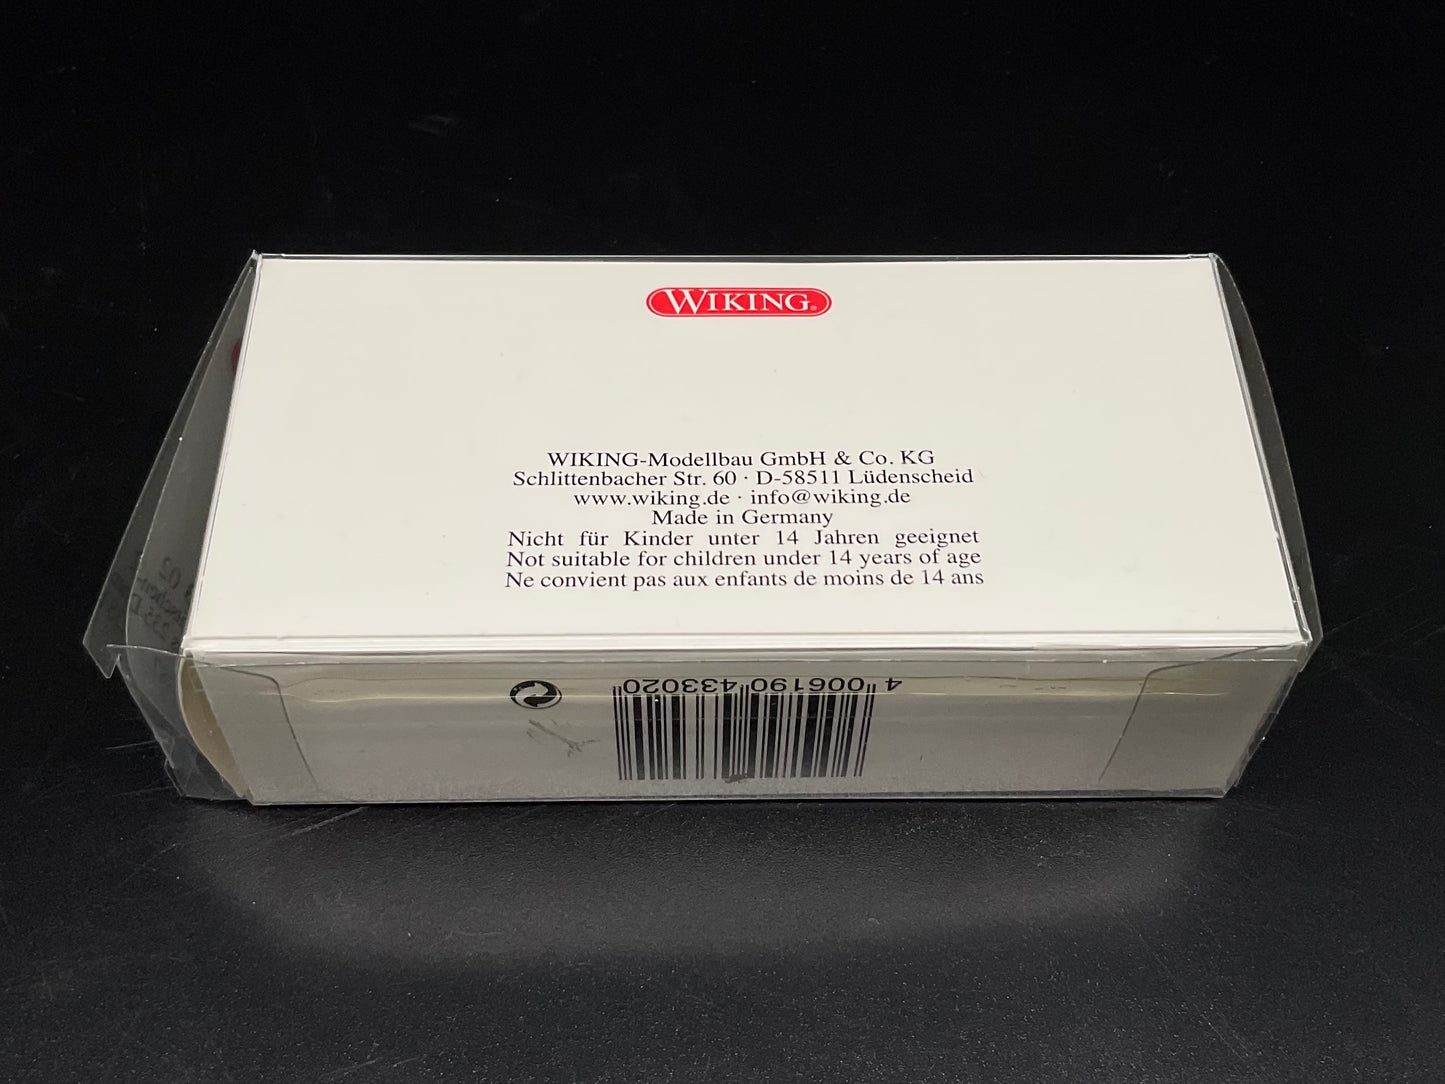 WIKING®
WIKING-Modellbau GmbH & Co. KG
Schlittenbacher Str. 60 · D-58511 Lüdenscheid
www.wiking.de · info@wiking.de
Made in Germany
Nicht für Kinder unter 14 Jahren geeignet
Not suitable for children under 14 years of age
Ne convient pas aux enfants de moins de 14 ans
4 006190 433020